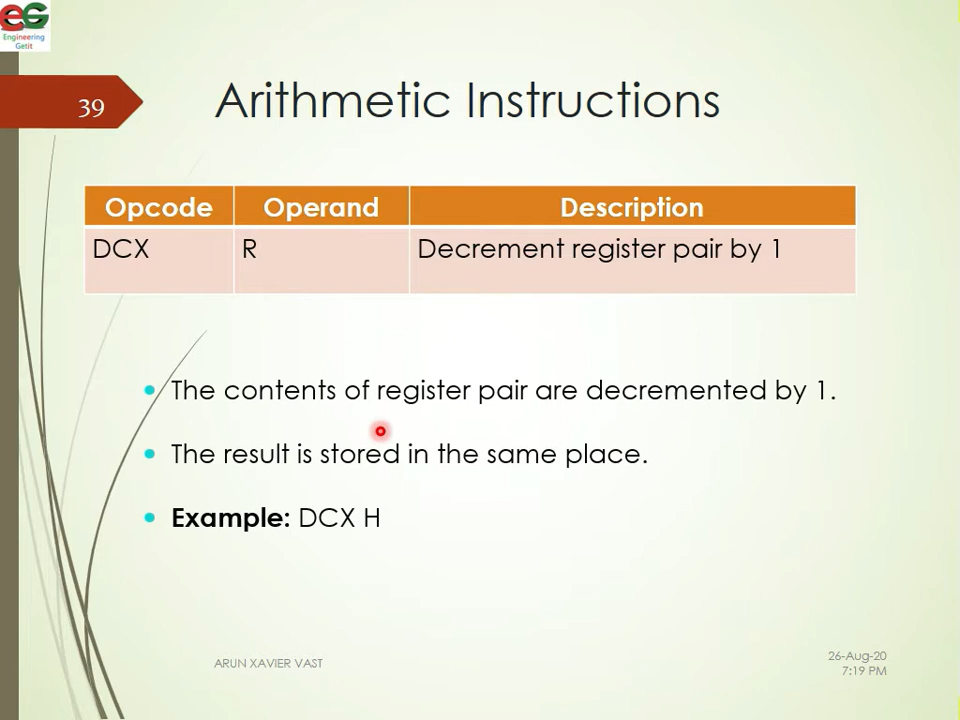 EG
Engineering
Getit
39
Arithmetic Instructions
Opcode Operand Description
DCX R Decrement register pair by 1
The contents of register pair are decremented by 1.
The result is stored in the same place.
Example: DCX H
ARUN XAVIER VAST
26-Aug-20
7:19 PM